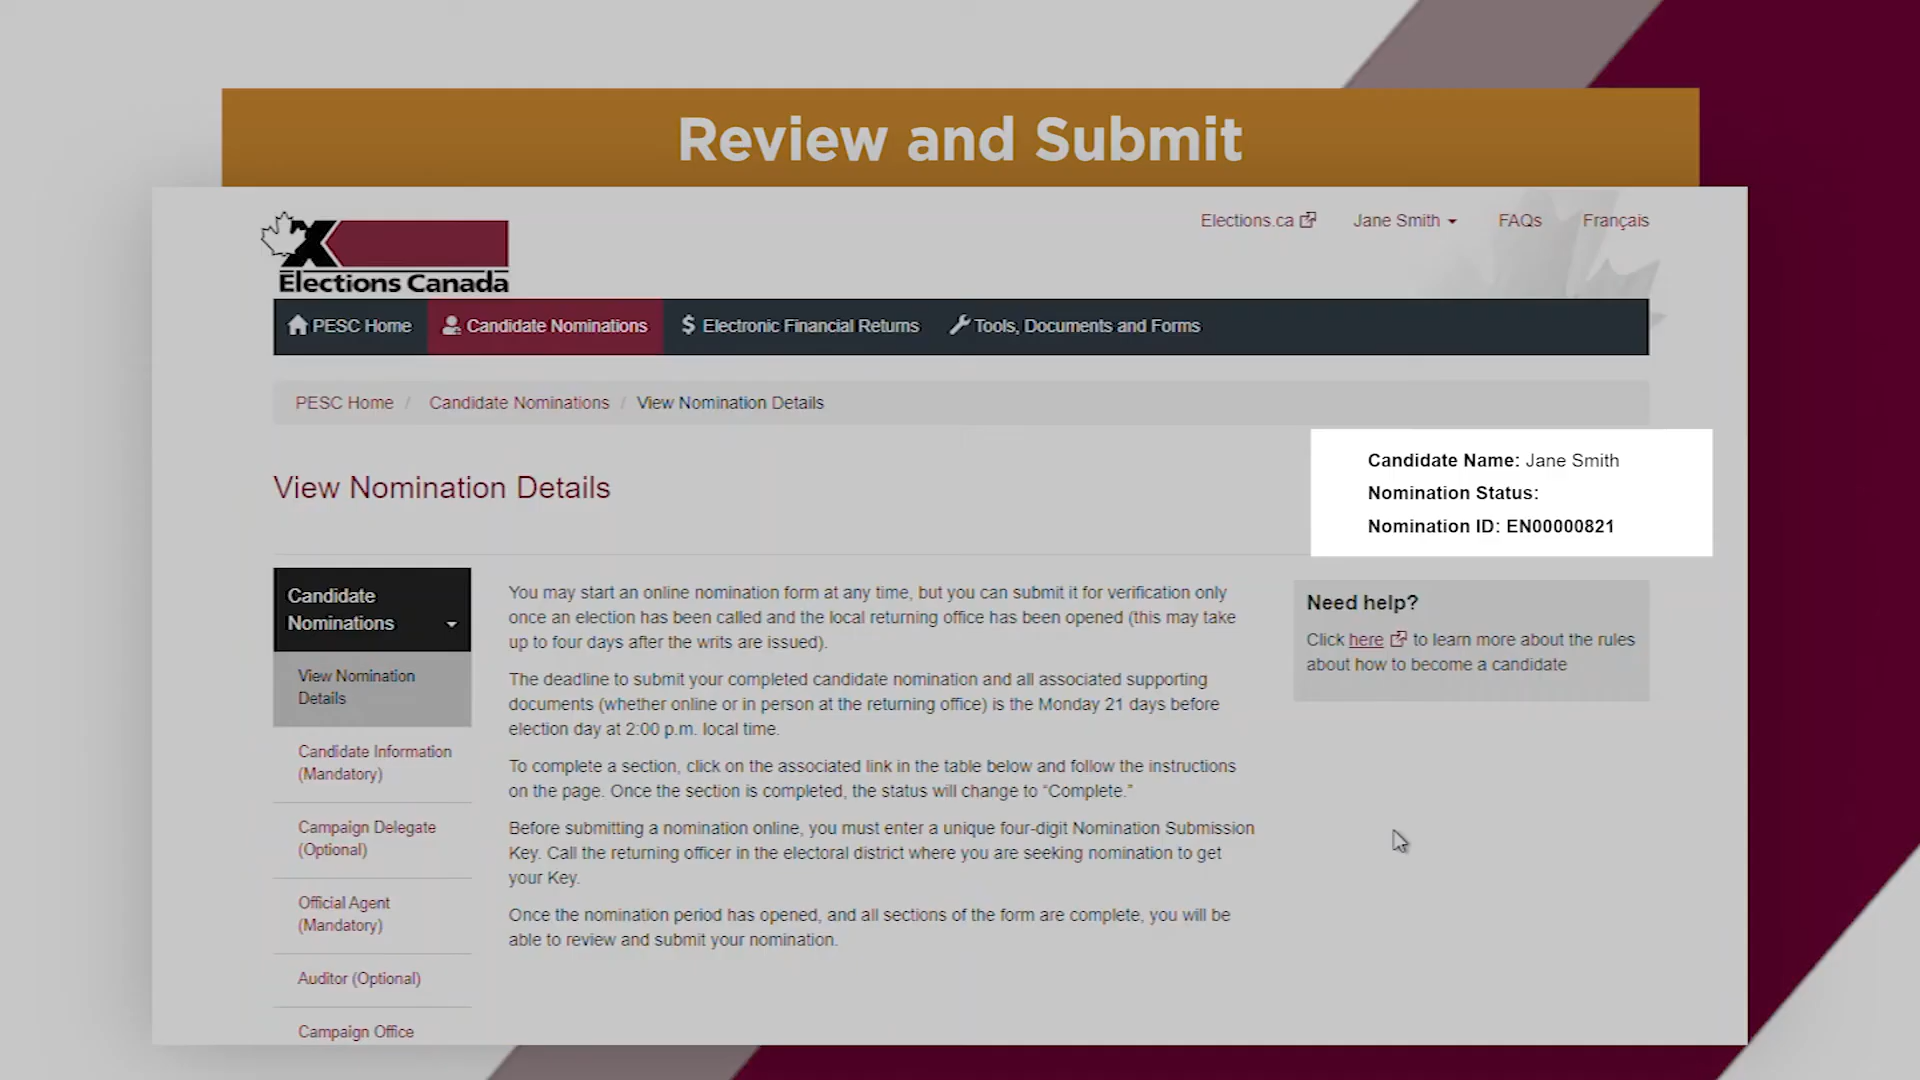 Review and Submit
Elections Canada
Elections.ca
Jane Smith
FAQs
Français
PESC Home
Candidate Nominations
Electronic Financial Returns
Tools, Documents and Forms
PESC Home / Candidate Nominations / View Nomination Details
Candidate Name: Jane Smith
Nomination Status:
Nomination ID: EN00000821
View Nomination Details
Candidate
Nominations
View Nomination
Details
Candidate Information
(Mandatory)
Campaign Delegate
(Optional)
Official Agent
(Mandatory)
Auditor (Optional)
Campaign Office
You may start an online nomination form at any time, but you can submit it for verification only
once an election has been called and the local returning office has been opened (this may take
up to four days after the writs are issued).
The deadline to submit your completed candidate nomination and all associated supporting
documents (whether online or in person at the returning office) is the Monday 21 days before
election day at 2:00 p.m. local time.
To complete a section, click on the associated link in the table below and follow the instructions
on the page. Once the section is completed, the status will change to “Complete.”
Before submitting a nomination online, you must enter a unique four-digit Nomination Submission
Key. Call the returning officer in the electoral district where you are seeking nomination to get
your Key.
Once the nomination period has opened, and all sections of the form are complete, you will be
able to review and submit your nomination.
Need help?
Click here to learn more about the rules
about how to become a candidate